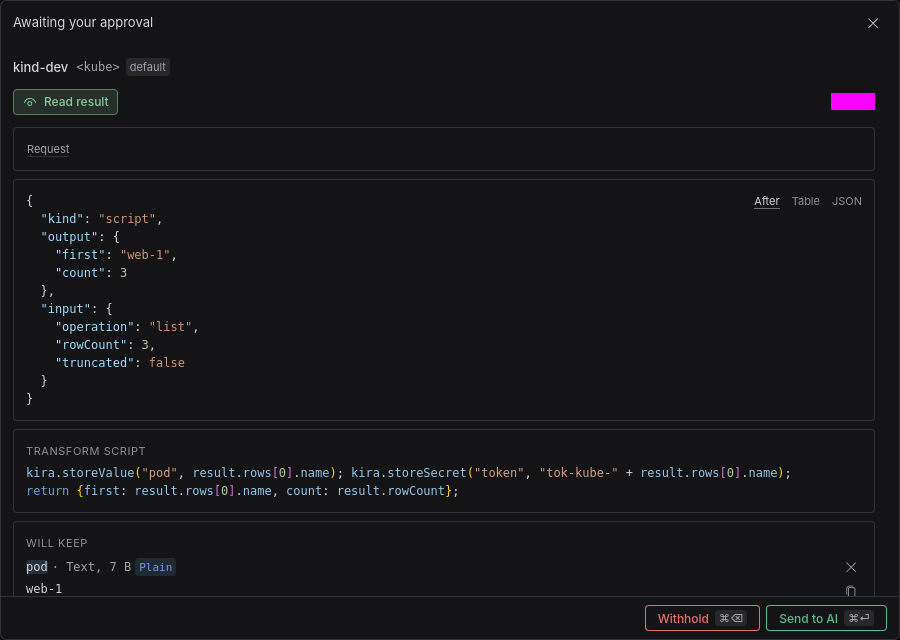 Awaiting your approval
kind-dev <kube> default
Read result
Request
After Table JSON
{
  "kind": "script",
  "output": {
    "first": "web-1",
    "count": 3
  },
  "input": {
    "operation": "list",
    "rowCount": 3,
    "truncated": false
  }
}
TRANSFORM SCRIPT
kira.storeValue("pod", result.rows[0].name); kira.storeSecret("token", "tok-kube-" + result.rows[0].name);
return {first: result.rows[0].name, count: result.rowCount};
WILL KEEP
pod · Text, 7 B Plain
web-1
Withhold ⌘⌫ Send to AI ⌘⏎